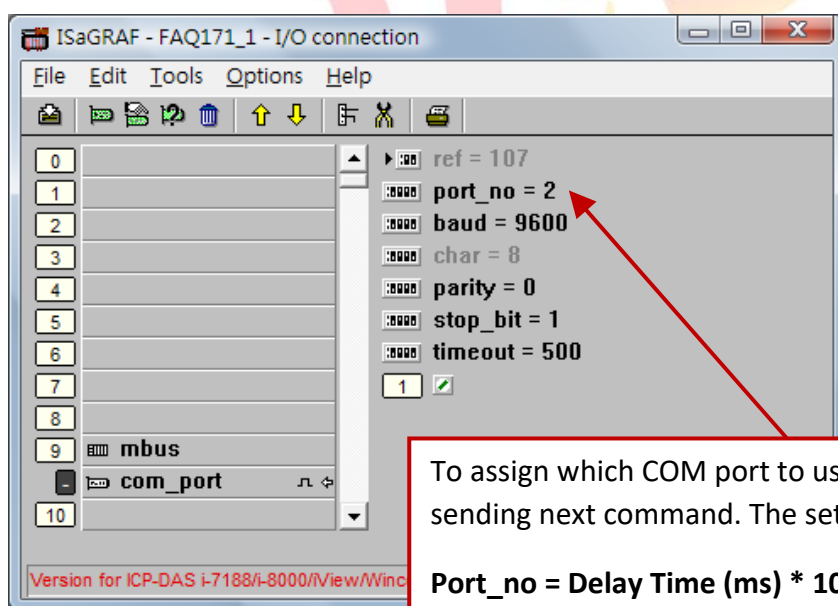 ISaGRAF - FAQ171_1 - I/O connection
File Edit Tools Options Help
0
1
2
3
4
5
6
7
8
9 mbus
- com_port
10
ref = 107
port_no = 2
baud = 9600
char = 8
parity = 0
stop_bit = 1
timeout = 500
1
Version for ICP-DAS i-7188/i-8000/iView/Winc
To assign which COM port to us
sending next command. The set
Port_no = Delay Time (ms) * 10